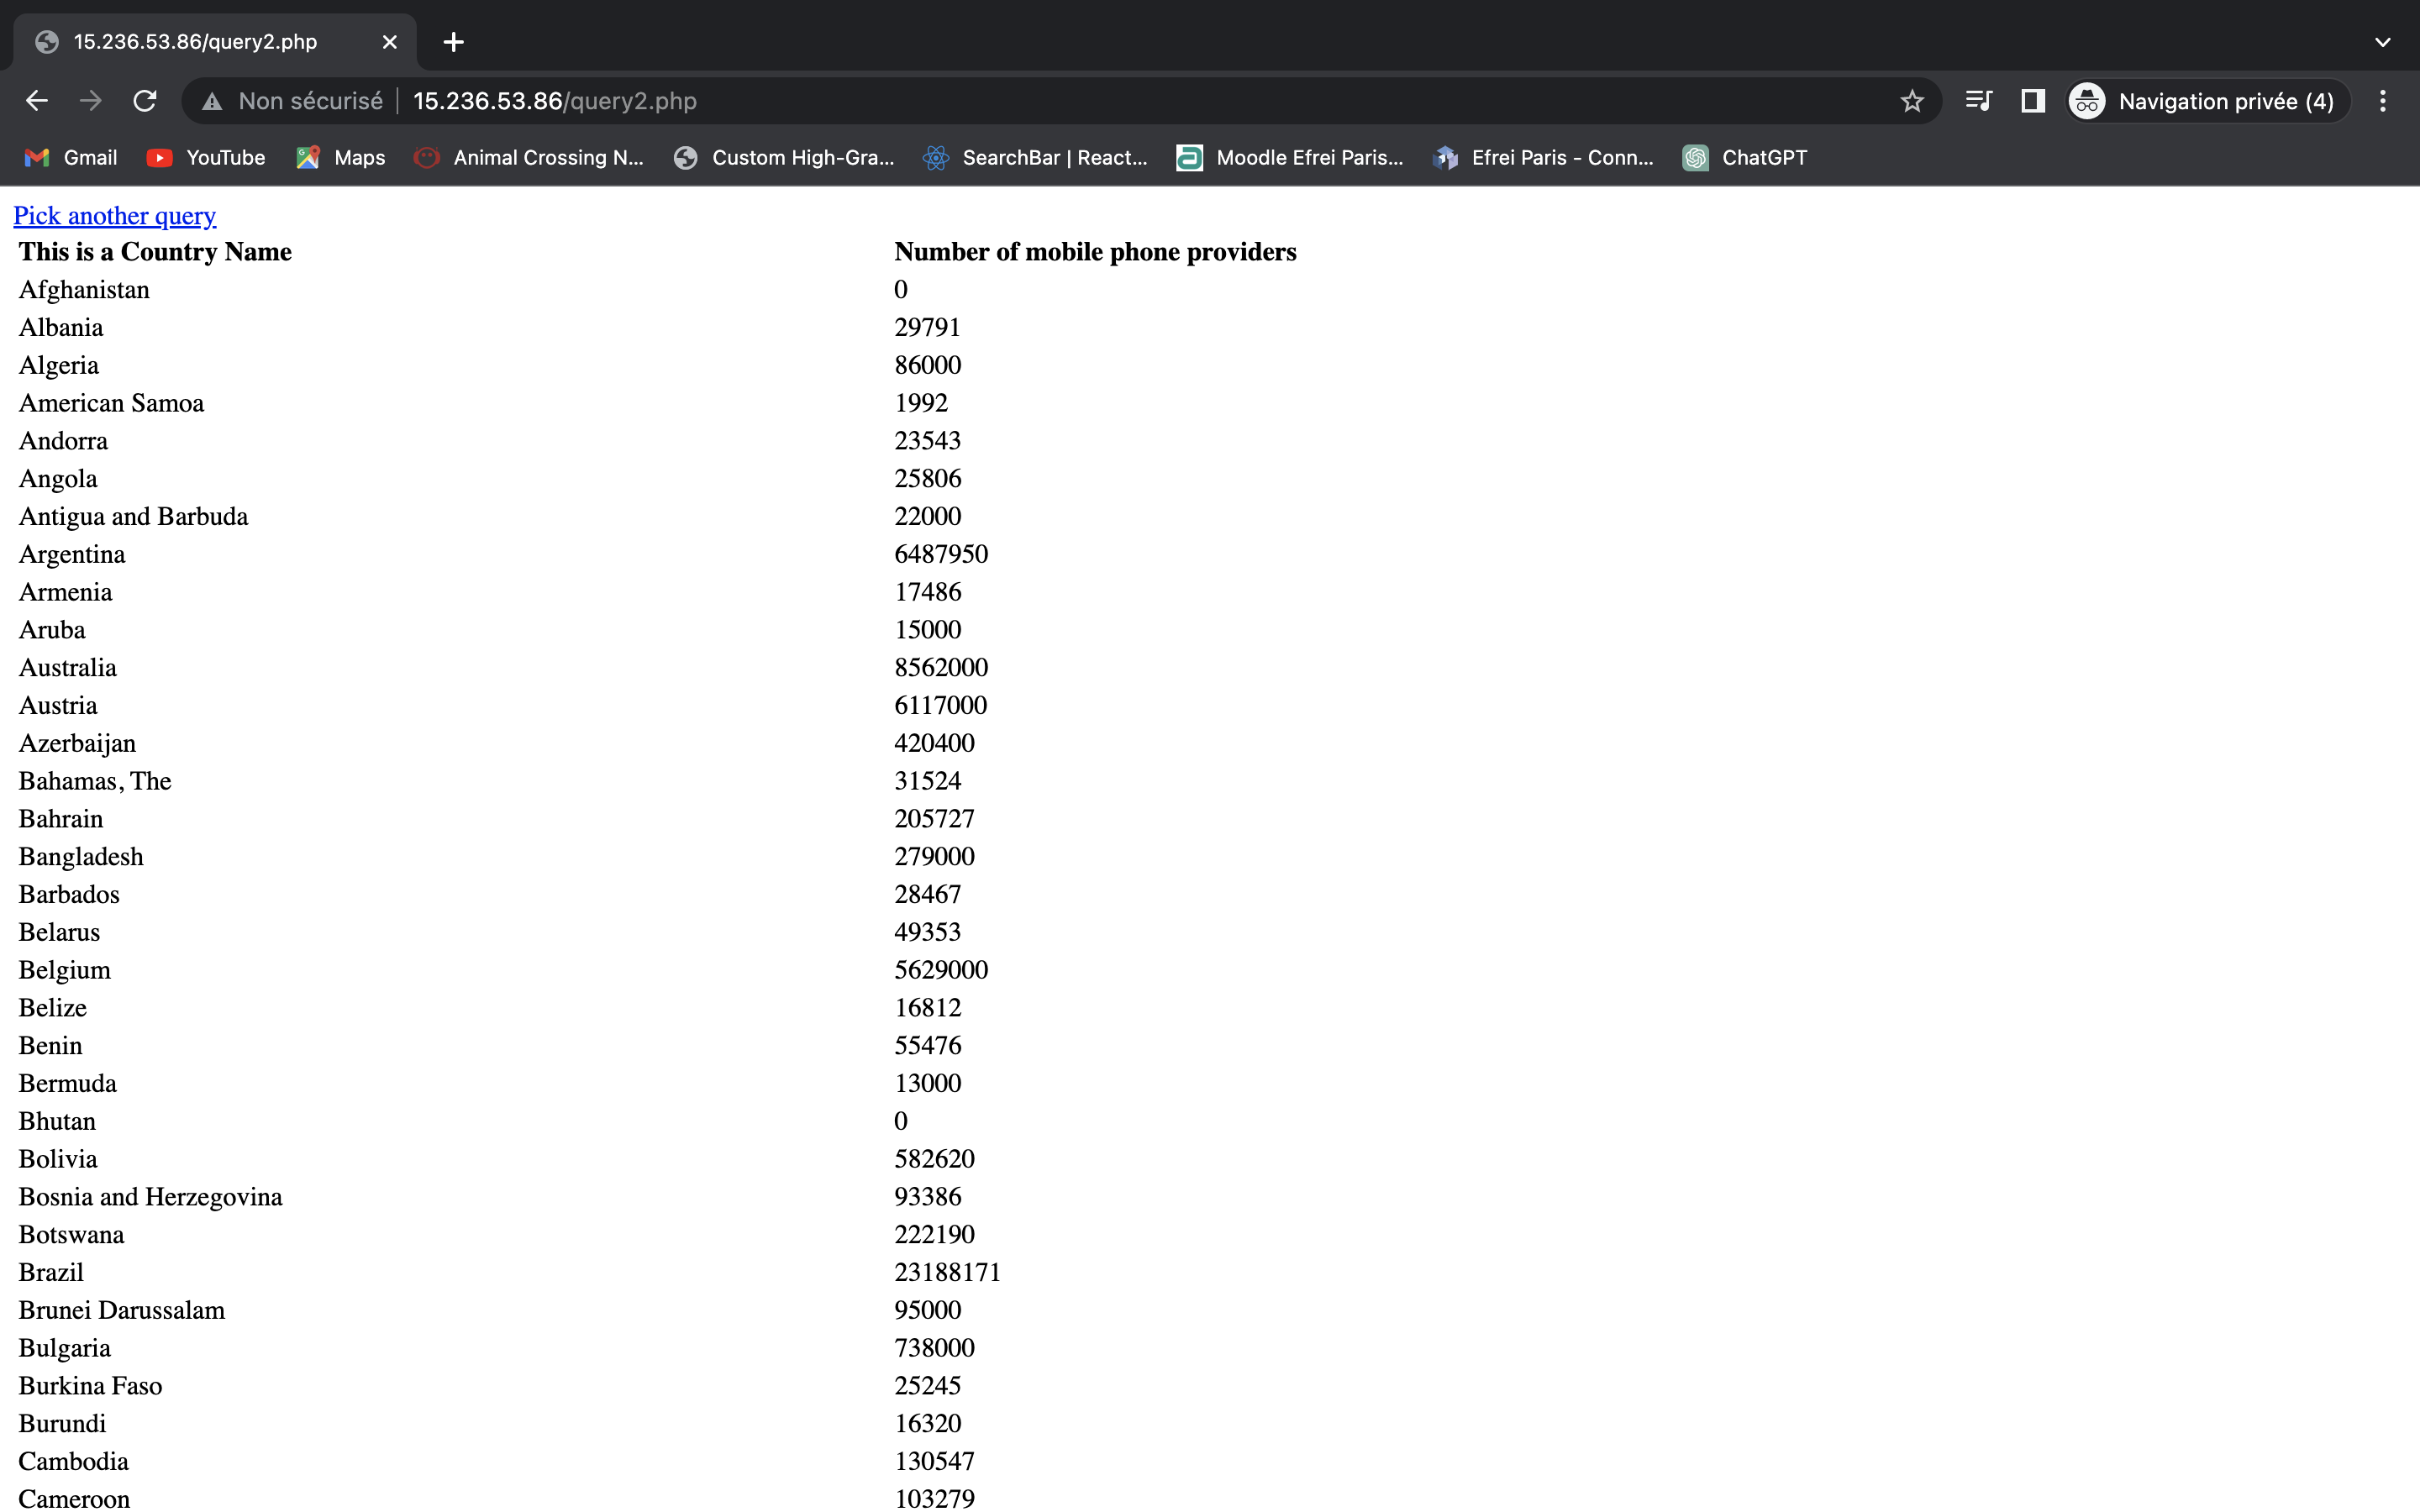 15.236.53.86/query2.php
Non sécurisé 15.236.53.86/query2.php Navigation privée (4)
Gmail YouTube Maps Animal Crossing N... Custom High-Gra... SearchBar | React... Moodle Efrei Paris... Efrei Paris - Conn... ChatGPT
Pick another query
This is a Country Name Number of mobile phone providers
Afghanistan 0
Albania 29791
Algeria 86000
American Samoa 1992
Andorra 23543
Angola 25806
Antigua and Barbuda 22000
Argentina 6487950
Armenia 17486
Aruba 15000
Australia 8562000
Austria 6117000
Azerbaijan 420400
Bahamas, The 31524
Bahrain 205727
Bangladesh 279000
Barbados 28467
Belarus 49353
Belgium 5629000
Belize 16812
Benin 55476
Bermuda 13000
Bhutan 0
Bolivia 582620
Bosnia and Herzegovina 93386
Botswana 222190
Brazil 23188171
Brunei Darussalam 95000
Bulgaria 738000
Burkina Faso 25245
Burundi 16320
Cambodia 130547
Cameroon 103279